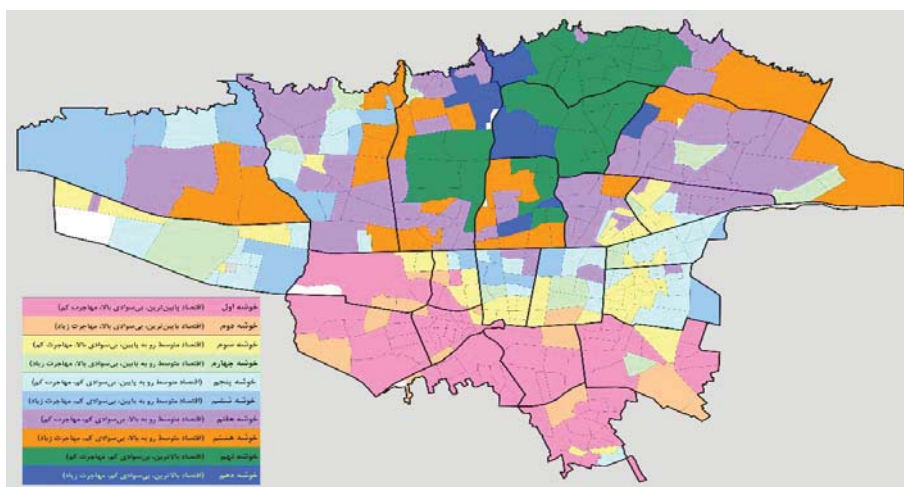 خوشه اول (اقتصاد پایین‌ترین، بی‌سوادی بالا، مهاجرت کم)
خوشه دوم (اقتصاد پایین‌ترین، بی‌سوادی بالا، مهاجرت زیاد)
خوشه سوم (اقتصاد متوسط رو به پایین، بی‌سوادی بالا، مهاجرت کم)
خوشه چهارم (اقتصاد متوسط رو به پایین، بی‌سوادی بالا، مهاجرت زیاد)
خوشه پنجم (اقتصاد متوسط رو به پایین، بی‌سوادی کم، مهاجرت کم)
خوشه ششم (اقتصاد متوسط رو به پایین، بی‌سوادی کم، مهاجرت زیاد)
خوشه هفتم (اقتصاد متوسط رو به بالا، بی‌سوادی کم، مهاجرت کم)
خوشه هشتم (اقتصاد متوسط رو به بالا، بی‌سوادی کم، مهاجرت زیاد)
خوشه نهم (اقتصاد بالاترین، بی‌سوادی کم، مهاجرت کم)
خوشه دهم (اقتصاد بالاترین، بی‌سوادی کم، مهاجرت زیاد)